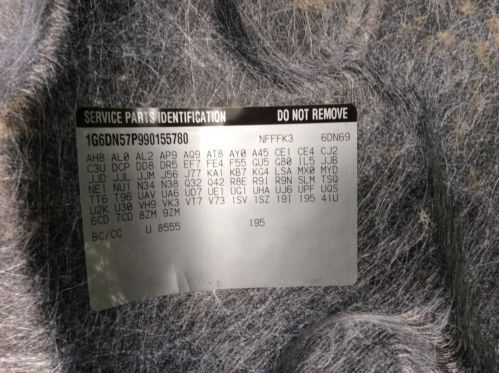 SERVICE PARTS IDENTIFICATION DO NOT REMOVE
1G6DN57P990155780 NFFFK3 6DN69
AH8 AL0 AL2 AP9 AQ9 AT8 AY0 A45 CE1 CE4 CJ2
C3U DCP DD8 DR5 EF7 FE4 F55 GU5 G80 IL5 JJB
JJD JJL JJM J56 J77 KA1 KB7 KG4 LSA MX0 MYD
NE1 NU1 N34 N38 Q32 Q42 R8E R9I R9N SLM TSQ
TT6 T96 UAV UA6 UD7 UE1 UG1 UHA UJ6 UPF UQS
U2K U30 VH9 VK3 VT7 V73 1SV 1SZ 19I 195 4IU
6CD 7CD 8ZM 9ZM
BC/CC U 8555 195